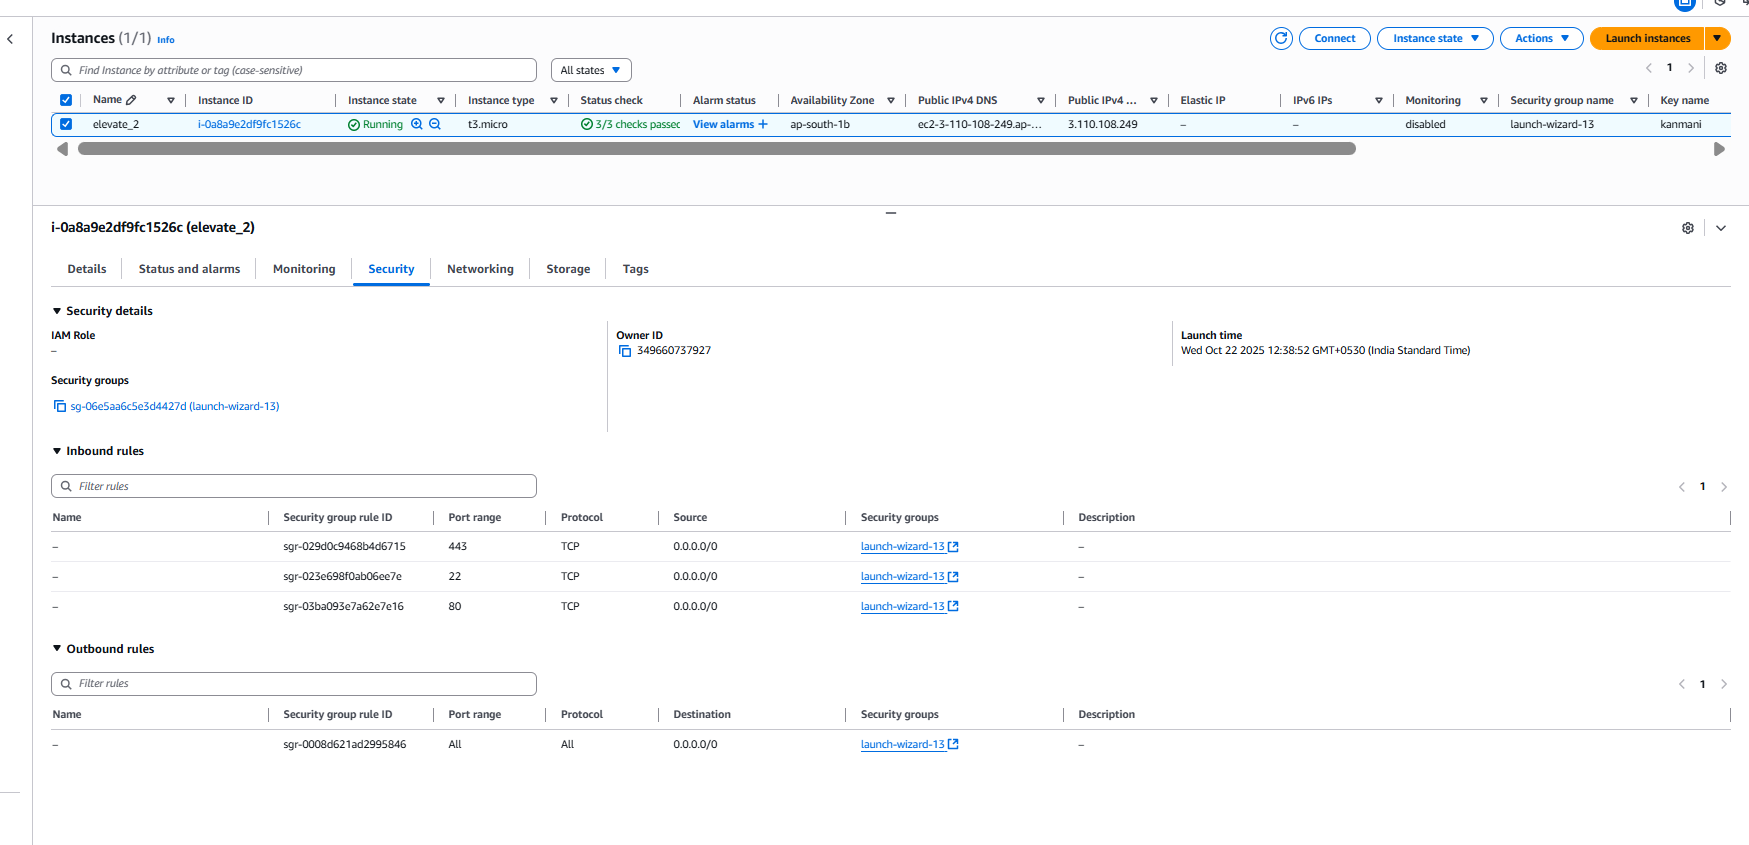 Instances (1/1) Info
Connect
Instance state
Actions
Launch instances
Find Instance by attribute or tag (case-sensitive)
All states
1
Name Instance ID Instance state Instance type Status check Alarm status Availability Zone Public IPv4 DNS Public IPv4 ... Elastic IP IPv6 IPs Monitoring Security group name Key name
elevate_2 i-0a8a9e2df9fc1526c Running t3.micro 3/3 checks passed View alarms + ap-south-1b ec2-3-110-108-249.ap-... 3.110.108.249 – – disabled launch-wizard-13 kanmani
i-0a8a9e2df9fc1526c (elevate_2)
Details Status and alarms Monitoring Security Networking Storage Tags
Security details
IAM Role
–
Owner ID
349660737927
Launch time
Wed Oct 22 2025 12:38:52 GMT+0530 (India Standard Time)
Security groups
sg-06e5aa6c5e3d4427d (launch-wizard-13)
Inbound rules
Filter rules
1
Name Security group rule ID Port range Protocol Source Security groups Description
– sgr-029d0c9468b4d6715 443 TCP 0.0.0.0/0 launch-wizard-13 –
– sgr-023e698f0ab06ee7e 22 TCP 0.0.0.0/0 launch-wizard-13 –
– sgr-03ba093e7a62e7e16 80 TCP 0.0.0.0/0 launch-wizard-13 –
Outbound rules
Filter rules
1
Name Security group rule ID Port range Protocol Destination Security groups Description
– sgr-0008d621ad2995846 All All 0.0.0.0/0 launch-wizard-13 –